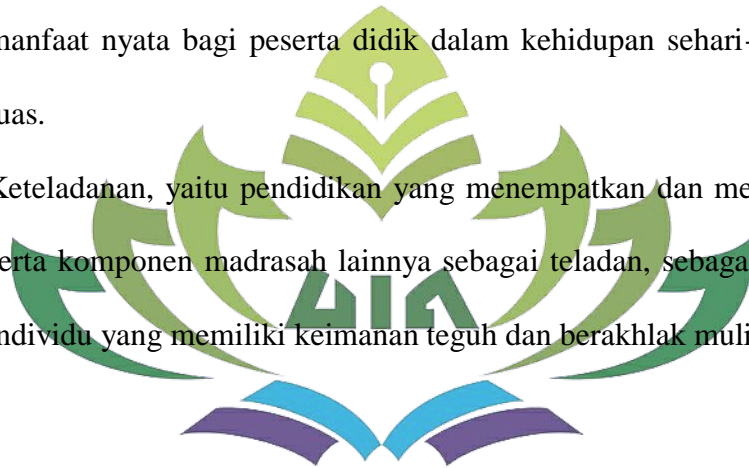 manfaat nyata bagi peserta didik dalam kehidupan sehari-
uas.
Keteladanan, yaitu pendidikan yang menempatkan dan me
erta komponen madrasah lainnya sebagai teladan, sebaga
ndividu yang memiliki keimanan teguh dan berakhlak muli
UIN